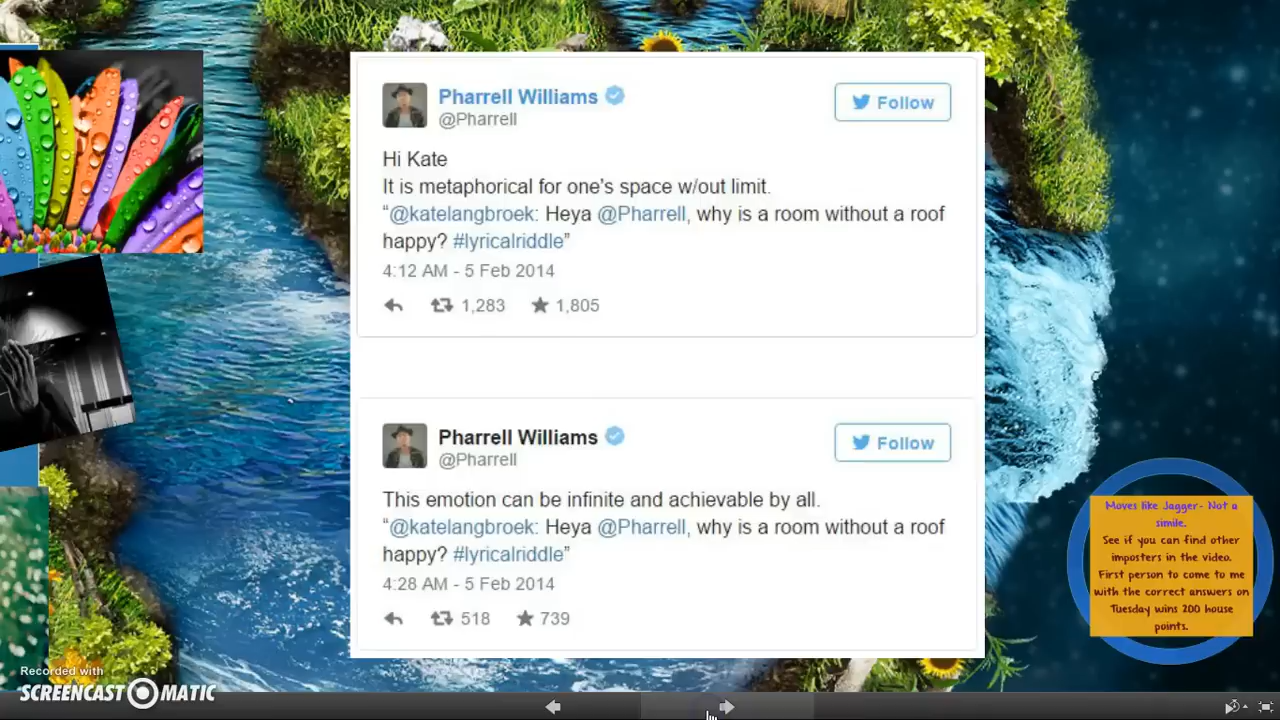 Pharrell Williams
@Pharrell
Follow
Hi Kate
It is metaphorical for one's space w/out limit.
“@katelangbroek: Heya @Pharrell, why is a room without a roof
happy? #lyricalriddle”
4:12 AM - 5 Feb 2014
1,283 1,805
Pharrell Williams
@Pharrell
Follow
This emotion can be infinite and achievable by all.
“@katelangbroek: Heya @Pharrell, why is a room without a roof
happy? #lyricalriddle”
4:28 AM - 5 Feb 2014
518 739
Moves like Jagger- Not a
simile.
See if you can find other
imposters in the video.
First person to come to me
with the correct answers on
Tuesday wins 200 house
points.
Recorded with
SCREENCAST-O-MATIC